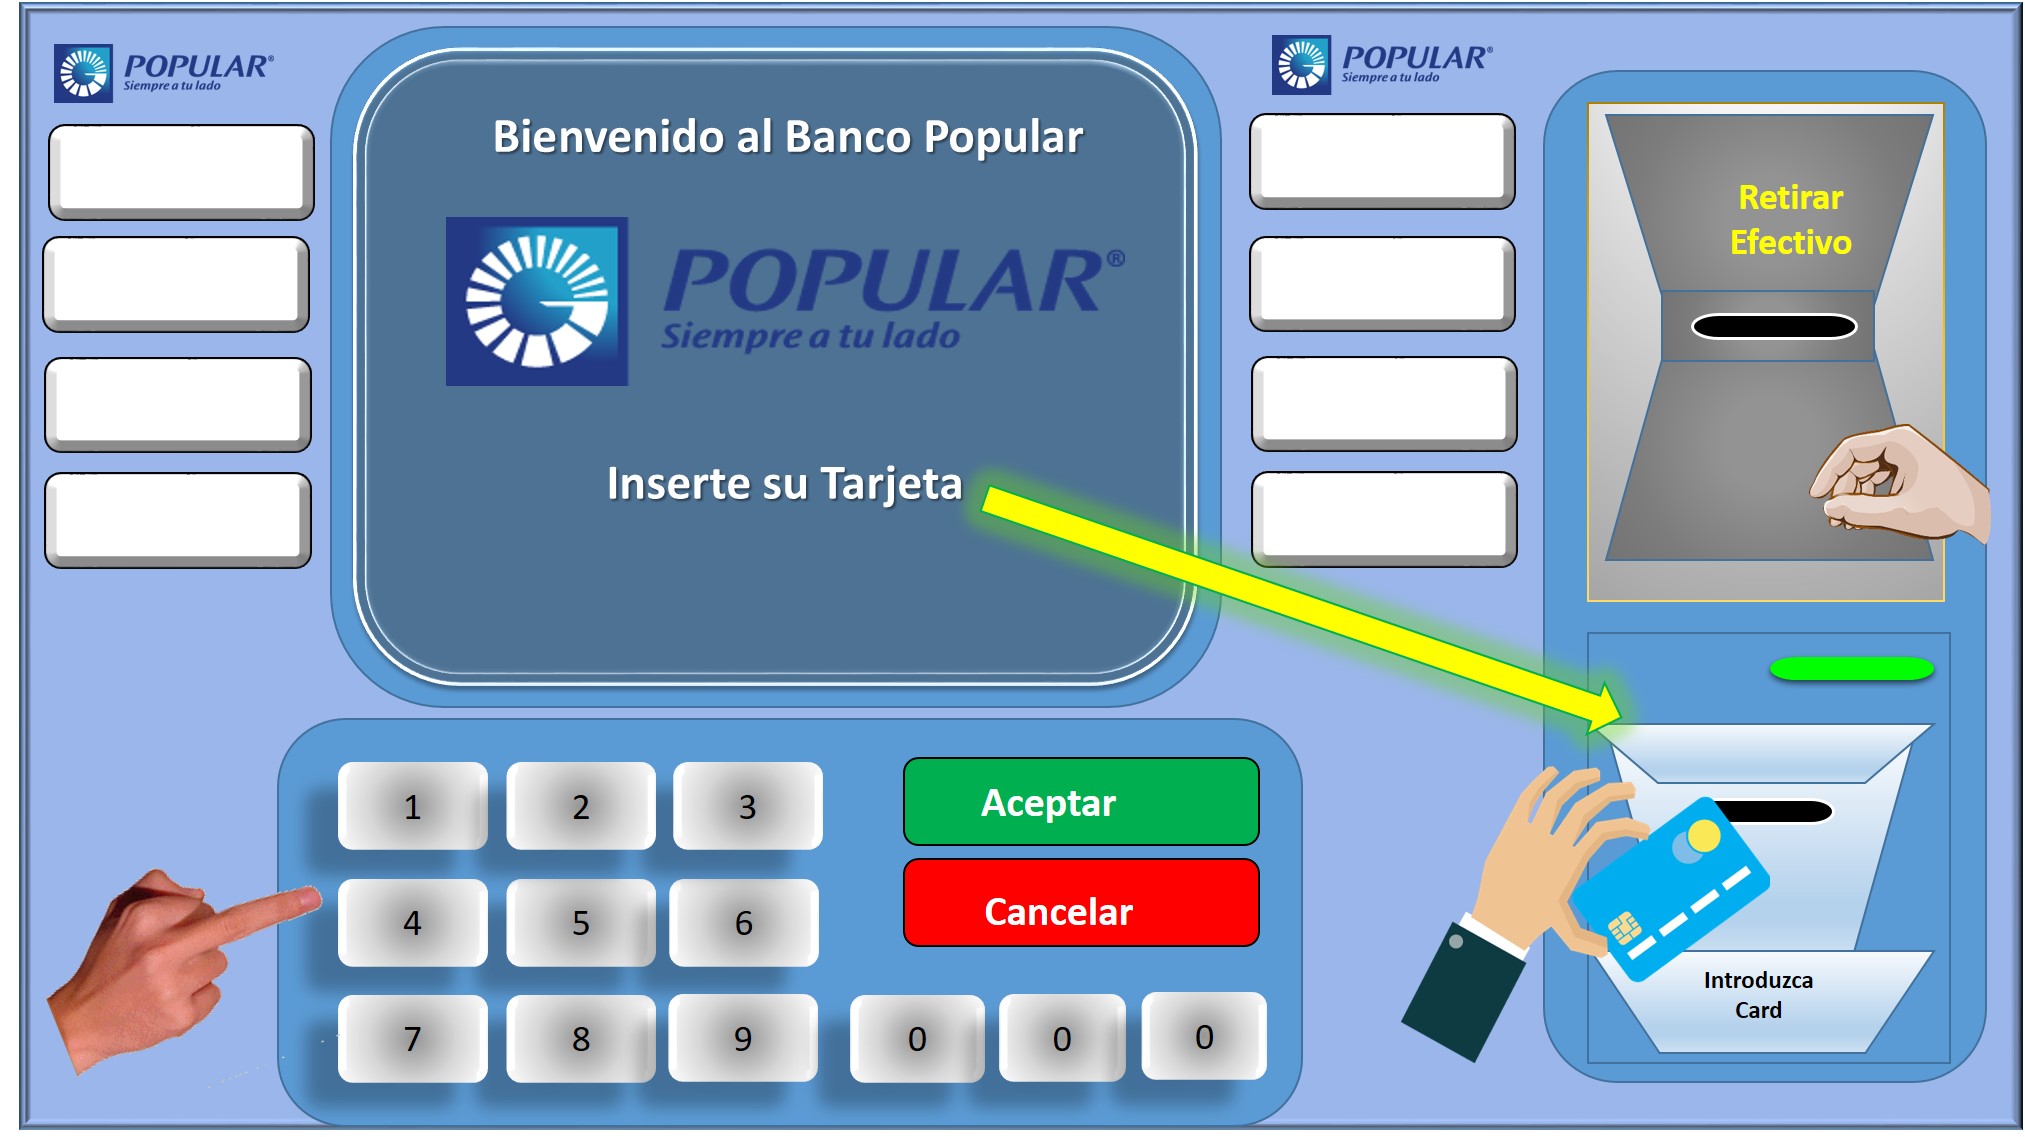 POPULAR®
Siempre a tu lado
POPULAR®
Siempre a tu lado
Bienvenido al Banco Popular
POPULAR®
Siempre a tu lado
Inserte su Tarjeta
Retirar
Efectivo
1 2 3
Aceptar
4 5 6
Cancelar
7 8 9 0 0 0
Introduzca
Card